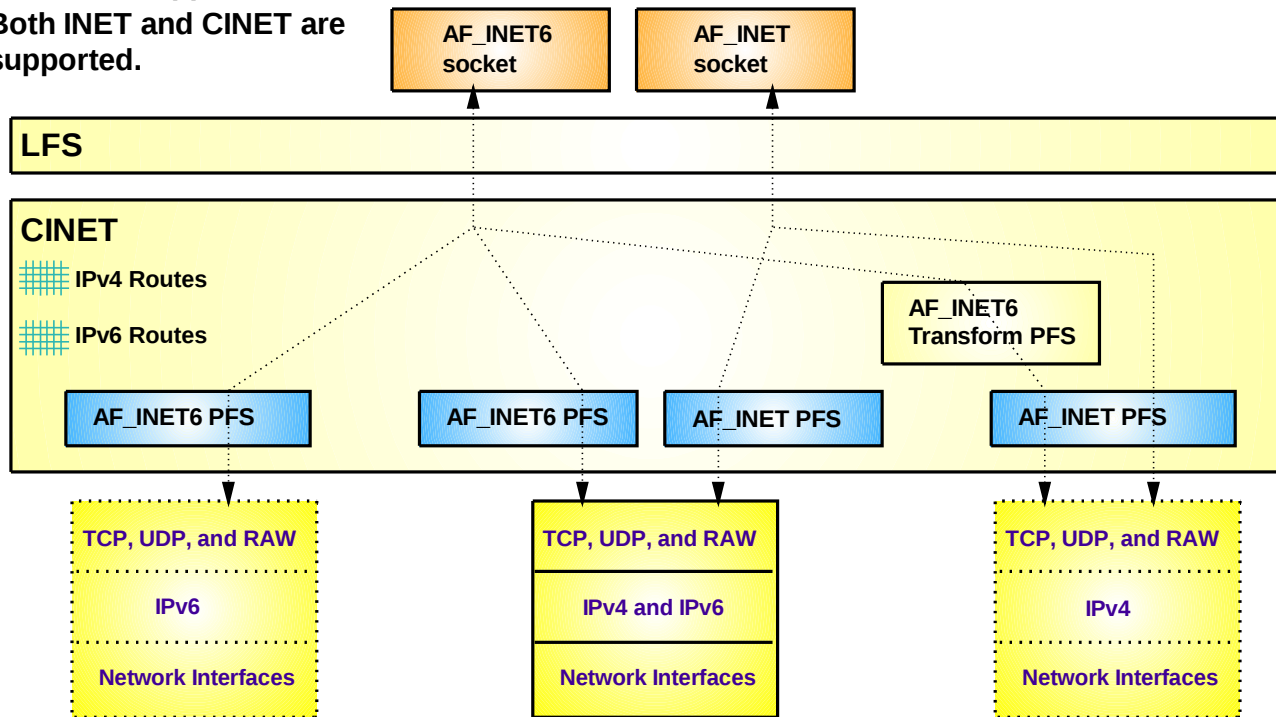 Both INET and CINET are
supported.
AF_INET6
socket
AF_INET
socket
LFS
CINET
IPv4 Routes
IPv6 Routes
AF_INET6
Transform PFS
AF_INET6 PFS
AF_INET6 PFS
AF_INET PFS
AF_INET PFS
TCP, UDP, and RAW
IPv6
Network Interfaces
TCP, UDP, and RAW
IPv4 and IPv6
Network Interfaces
TCP, UDP, and RAW
IPv4
Network Interfaces